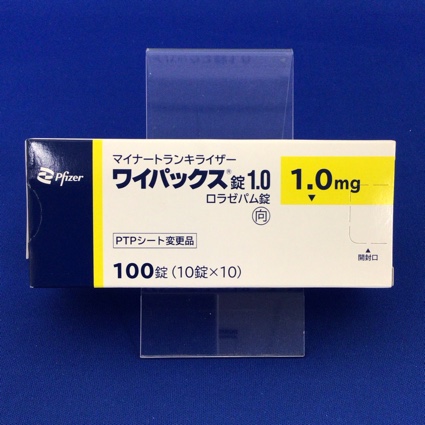 Pfizer
マイナートランキライザー
ワイパックス®錠1.0
ロラゼパム錠
向
1.0mg
▼
PTPシート変更品
100錠(10錠×10)
▲
開封口